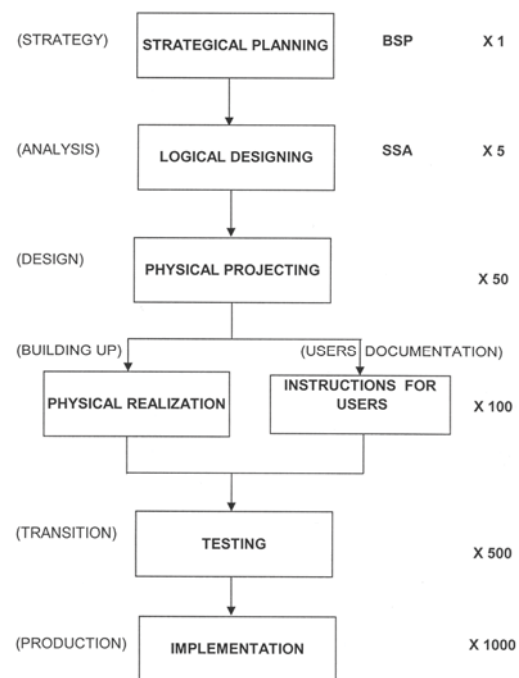 (STRATEGY) STRATEGICAL PLANNING BSP X 1
(ANALYSIS) LOGICAL DESIGNING SSA X 5
(DESIGN) PHYSICAL PROJECTING X 50
(BUILDING UP) (USERS DOCUMENTATION)
PHYSICAL REALIZATION
INSTRUCTIONS FOR
USERS
X 100
(TRANSITION) TESTING X 500
(PRODUCTION) IMPLEMENTATION X 1000